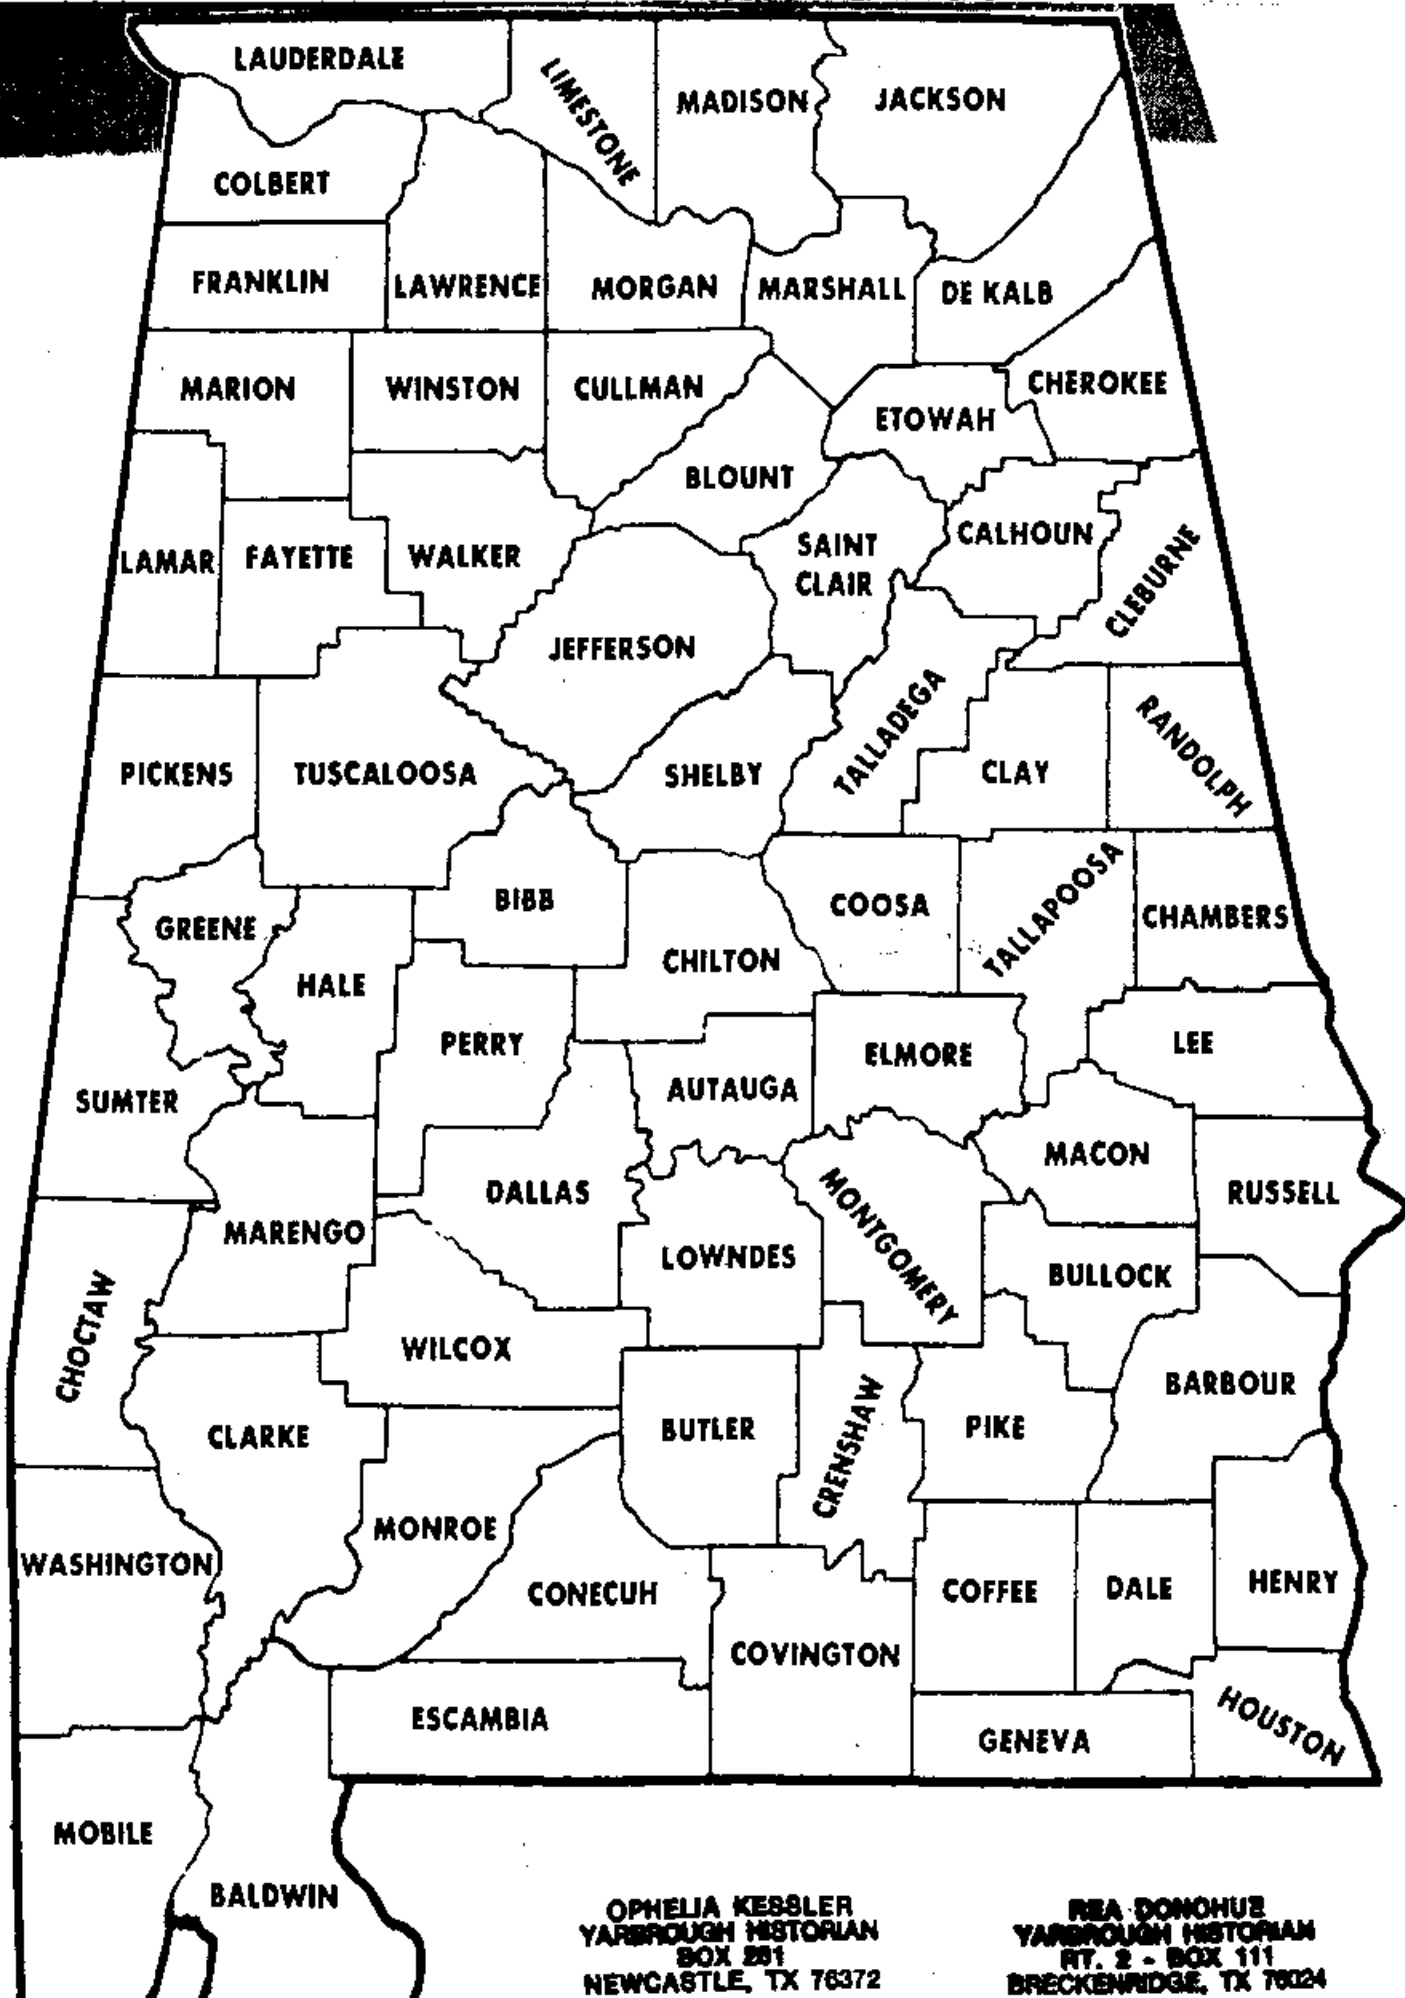 LAUDERDALE
LIMESTONE
MADISON
JACKSON
COLBERT
FRANKLIN
LAWRENCE
MORGAN
MARSHALL
DE KALB
MARION
WINSTON
CULLMAN
CHEROKEE
ETOWAH
BLOUNT
LAMAR
FAYETTE
WALKER
SAINT
CLAIR
CALHOUN
CLEBURNE
JEFFERSON
TALLADEGA
RANDOLPH
PICKENS
TUSCALOOSA
SHELBY
CLAY
BIBB
COOSA
TALLAPOOSA
CHAMBERS
GREENE
HALE
CHILTON
PERRY
ELMORE
LEE
SUMTER
AUTAUGA
MACON
DALLAS
MONTGOMERY
RUSSELL
MARENGO
LOWNDES
BULLOCK
CHOCTAW
WILCOX
BARBOUR
CLARKE
BUTLER
CRENSHAW
PIKE
MONROE
WASHINGTON
CONECUH
COFFEE
DALE
HENRY
COVINGTON
ESCAMBIA
GENEVA
HOUSTON
MOBILE
BALDWIN
OPHELIA KESSLER
YARBROUGH HISTORIAN
BOX 261
NEWCASTLE, TX 76372
REA DONOHUE
YARBROUGH HISTORIAN
RT. 2 - BOX 111
BRECKENRIDGE, TX 76024